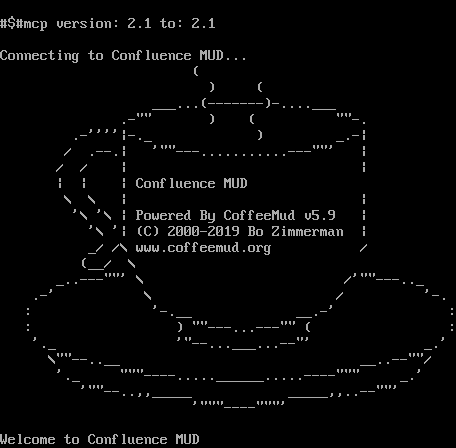 #$#mcp version: 2.1 to: 2.1
Connecting to Confluence MUD...
Confluence MUD
Powered By CoffeeMud v5.9
(C) 2000-2019 Bo Zimmerman
www.coffeemud.org
Welcome to Confluence MUD